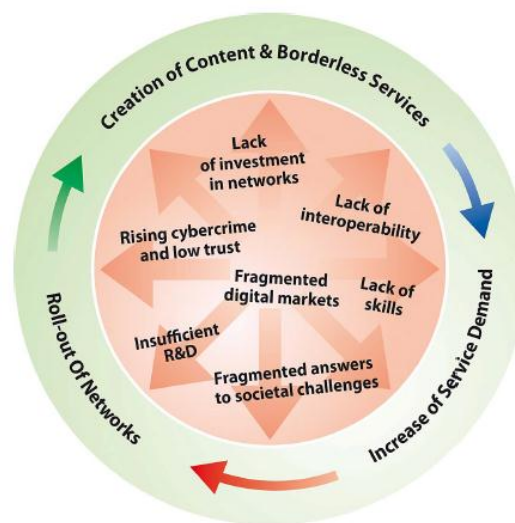 Creation of Content & Borderless Services
Lack
of investment
in networks
Lack of
interoperability
Rising cybercrime
and low trust
Fragmented
digital markets
Lack of
skills
Insufficient
R&D
Fragmented answers
to societal challenges
Roll-out Of Networks
Increase of Service Demand